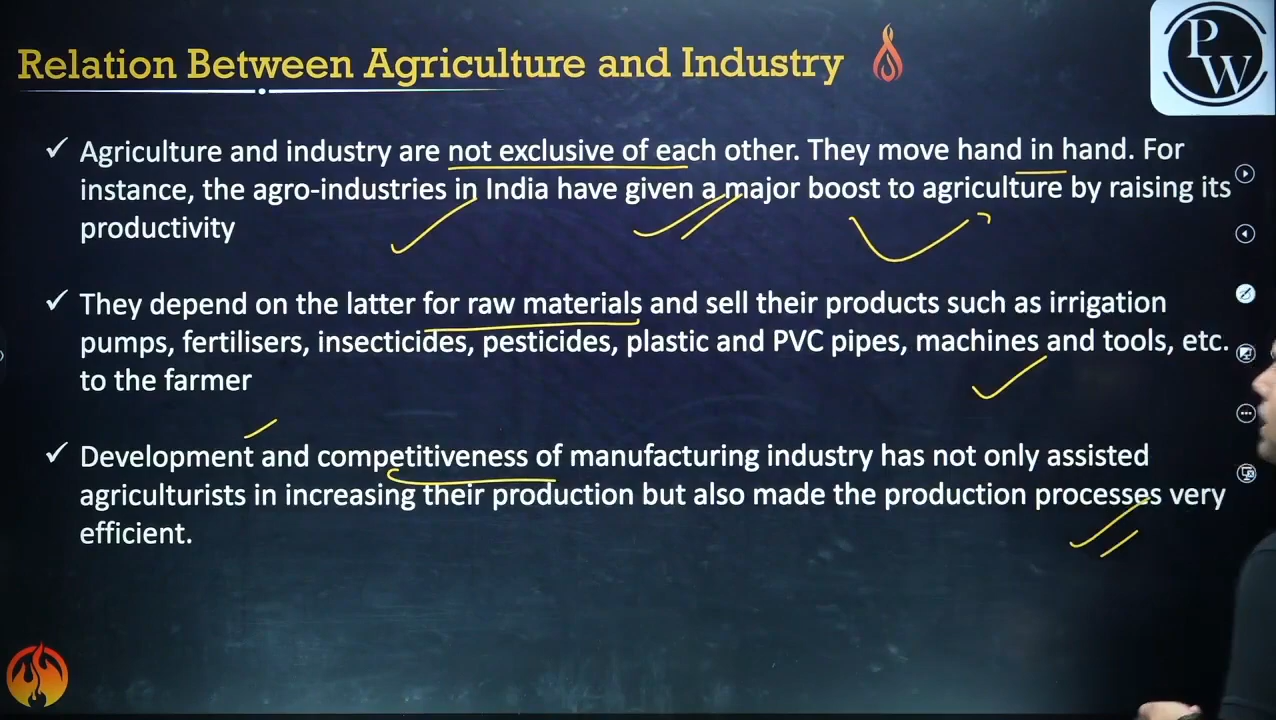 Relation Between Agriculture and Industry
PW
✓ Agriculture and industry are not exclusive of each other. They move hand in hand. For
instance, the agro-industries in India have given a major boost to agriculture by raising its
productivity
✓ They depend on the latter for raw materials and sell their products such as irrigation
pumps, fertilisers, insecticides, pesticides, plastic and PVC pipes, machines and tools, etc.
to the farmer
✓ Development and competitiveness of manufacturing industry has not only assisted
agriculturists in increasing their production but also made the production processes very
efficient.